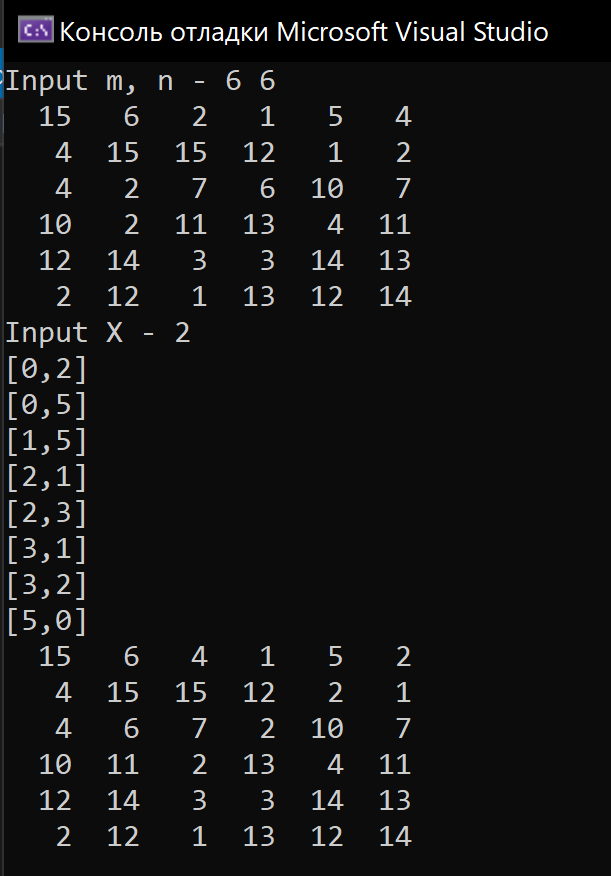 Консоль отладки Microsoft Visual Studio
Input m, n - 6 6
15 6 2 1 5 4
4 15 15 12 1 2
4 2 7 6 10 7
10 2 11 13 4 11
12 14 3 3 14 13
2 12 1 13 12 14
Input X - 2
[0,2]
[0,5]
[1,5]
[2,1]
[2,3]
[3,1]
[3,2]
[5,0]
15 6 4 1 5 2
4 15 15 12 2 1
4 6 7 2 10 7
10 11 2 13 4 11
12 14 3 3 14 13
2 12 1 13 12 14